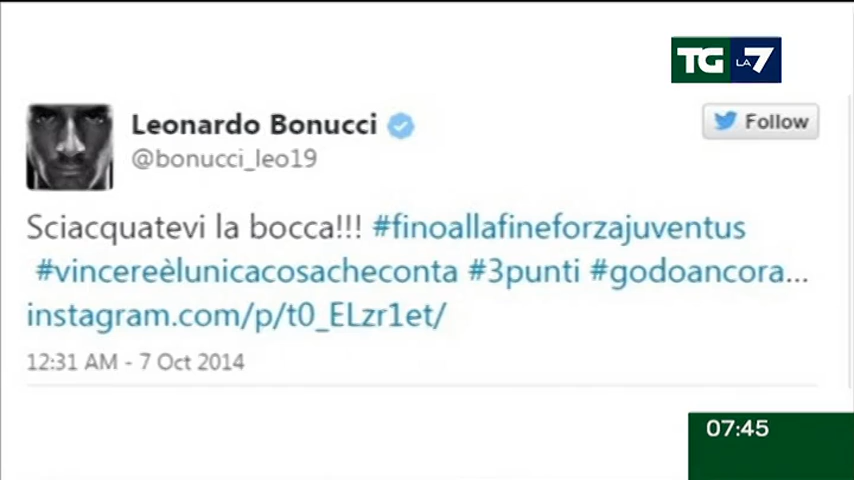 TG LA7
Leonardo Bonucci
Follow
@bonucci_leo19
Sciacquatevi la bocca!!! #finoallafineforzajuventus
#vincereèlunicacosacheconta #3punti #godoancora...
instagram.com/p/t0_ELzr1et/
12:31 AM - 7 Oct 2014
07:45